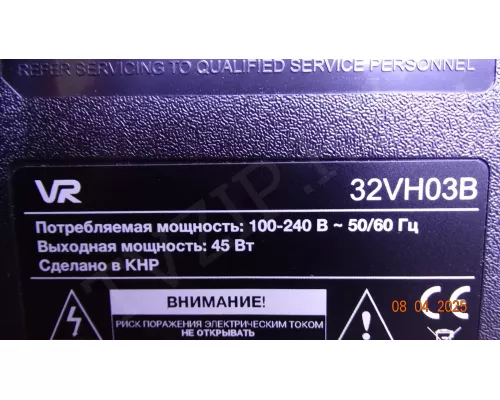 REFER SERVICING TO QUALIFIED SERVICE PERSONNEL
VR 32VH03B
Потребляемая мощность: 100-240 В ~ 50/60 Гц
Выходная мощность: 45 Вт
Сделано в КНР
ВНИМАНИЕ!
РИСК ПОРАЖЕНИЯ ЭЛЕКТРИЧЕСКИМ ТОКОМ
НЕ ОТКРЫВАТЬ
CE
08 04 2025